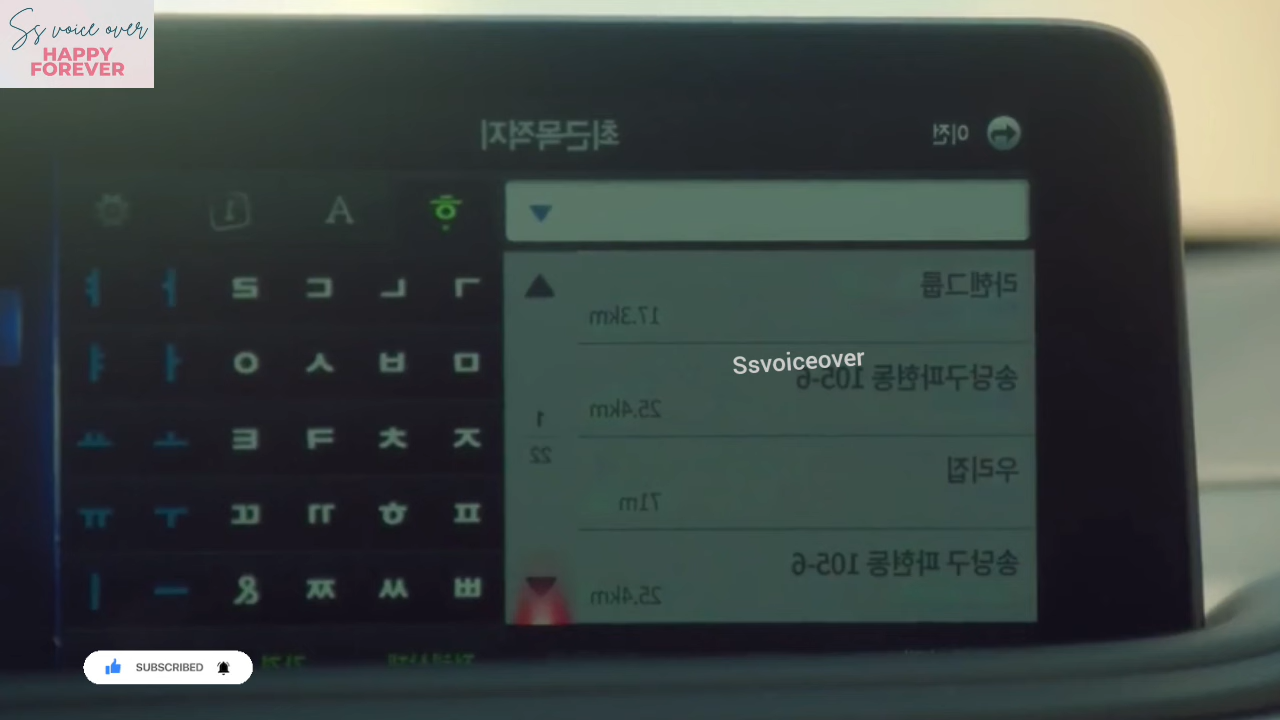 Ss voice over
HAPPY
FOREVER
이전
최근목적지
ㅎ A
라헨그룹
17.3km
송당구파현동 105-6
25.4km
우리집
71m
송당구 파현동 105-6
25.4km
1
22
ㄱ ㄴ ㄷ ㄹ ㅏ ㅑ
ㅁ ㅂ ㅅ ㅇ ㅓ ㅕ
ㅈ ㅊ ㅋ ㅌ ㅗ ㅛ
ㅍ ㅎ ㄲ ㄸ ㅜ ㅠ
ㅃ ㅆ ㅉ & ㅡ ㅣ
Ssvoiceover
SUBSCRIBED